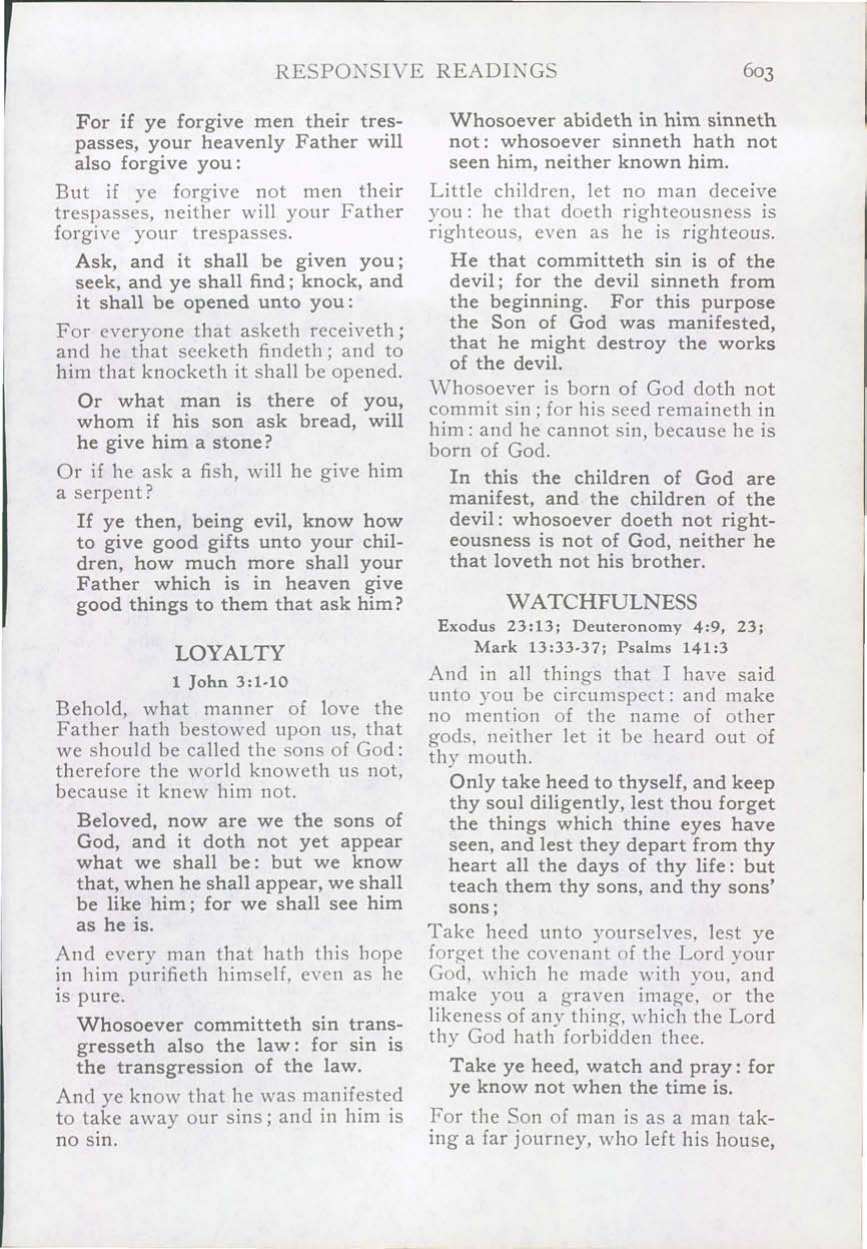 RESPONSIVE READINGS 603
For if ye forgive men their tres-
passes, your heavenly Father will
also forgive you:
But if ye forgive not men their
trespasses, neither will your Father
forgive your trespasses.
Ask, and it shall be given you;
seek, and ye shall find; knock, and
it shall be opened unto you:
For everyone that asketh receiveth;
and he that seeketh findeth; and to
him that knocketh it shall be opened.
Or what man is there of you,
whom if his son ask bread, will
he give him a stone?
Or if he ask a fish, will he give him
a serpent?
If ye then, being evil, know how
to give good gifts unto your chil-
dren, how much more shall your
Father which is in heaven give
good things to them that ask him?
LOYALTY
1 John 3:1-10
Behold, what manner of love the
Father hath bestowed upon us, that
we should be called the sons of God:
therefore the world knoweth us not,
because it knew him not.
Beloved, now are we the sons of
God, and it doth not yet appear
what we shall be: but we know
that, when he shall appear, we shall
be like him; for we shall see him
as he is.
And every man that hath this hope
in him purifieth himself, even as he
is pure.
Whosoever committeth sin trans-
gresseth also the law: for sin is
the transgression of the law.
And ye know that he was manifested
to take away our sins; and in him is
no sin.
Whosoever abideth in him sinneth
not: whosoever sinneth hath not
seen him, neither known him.
Little children, let no man deceive
you: he that doeth righteousness is
righteous, even as he is righteous.
He that committeth sin is of the
devil; for the devil sinneth from
the beginning. For this purpose
the Son of God was manifested,
that he might destroy the works
of the devil.
Whosoever is born of God doth not
commit sin; for his seed remaineth in
him: and he cannot sin, because he is
born of God.
In this the children of God are
manifest, and the children of the
devil: whosoever doeth not right-
eousness is not of God, neither he
that loveth not his brother.
WATCHFULNESS
Exodus 23:13; Deuteronomy 4:9, 23;
Mark 13:33-37; Psalms 141:3
And in all things that I have said
unto you be circumspect: and make
no mention of the name of other
gods, neither let it be heard out of
thy mouth.
Only take heed to thyself, and keep
thy soul diligently, lest thou forget
the things which thine eyes have
seen, and lest they depart from thy
heart all the days of thy life: but
teach them thy sons, and thy sons'
sons;
Take heed unto yourselves, lest ye
forget the covenant of the Lord your
God, which he made with you, and
make you a graven image, or the
likeness of any thing, which the Lord
thy God hath forbidden thee.
Take ye heed, watch and pray: for
ye know not when the time is.
For the Son of man is as a man tak-
ing a far journey, who left his house,